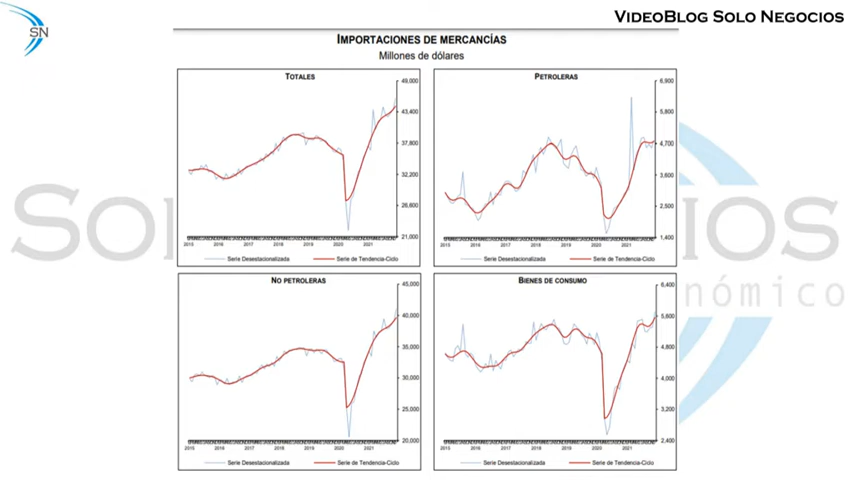 SN
VIDEOBLOG SOLO NEGOCIOS
IMPORTACIONES DE MERCANCÍAS
Millones de dólares
TOTALES
49,000
43,400
37,800
32,200
26,600
21,000
2015 2016 2017 2018 2019 2020 2021
Serie Desestacionalizada Serie de Tendencia-Ciclo
PETROLERAS
6,900
5,800
4,700
3,600
2,500
1,400
2015 2016 2017 2018 2019 2020 2021
Serie Desestacionalizada Serie de Tendencia-Ciclo
NO PETROLERAS
45,000
40,000
35,000
30,000
25,000
20,000
2015 2016 2017 2018 2019 2020 2021
Serie Desestacionalizada Serie de Tendencia-Ciclo
BIENES DE CONSUMO
6,400
5,600
4,800
4,000
3,200
2,400
2015 2016 2017 2018 2019 2020 2021
Serie Desestacionalizada Serie de Tendencia-Ciclo